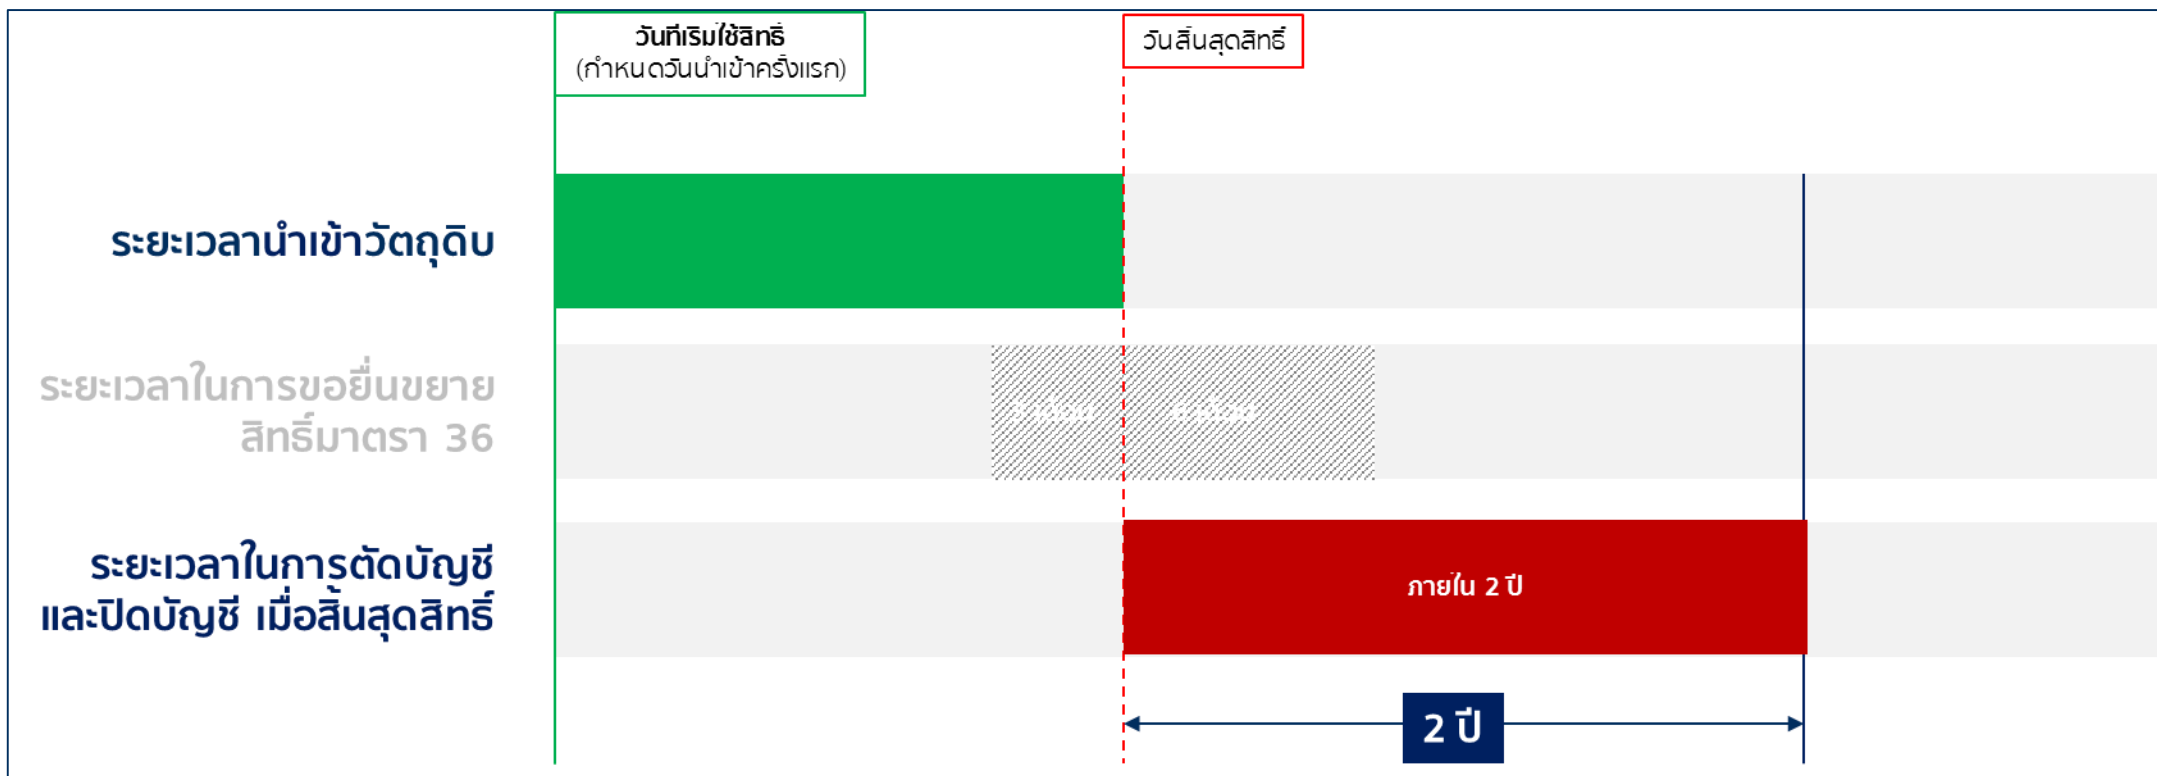 วันที่เริ่มใช้สิทธิ์
(กำหนดวันนำเข้าครั้งแรก)
วันสิ้นสุดสิทธิ์
ระยะเวลานำเข้าวัตถุดิบ
ระยะเวลาในการขอยื่นขยาย
สิทธิ์มาตรา 36
ระยะเวลาในการตัดบัญชี
และปิดบัญชี เมื่อสิ้นสุดสิทธิ์
ภายใน 2 ปี
2 ปี